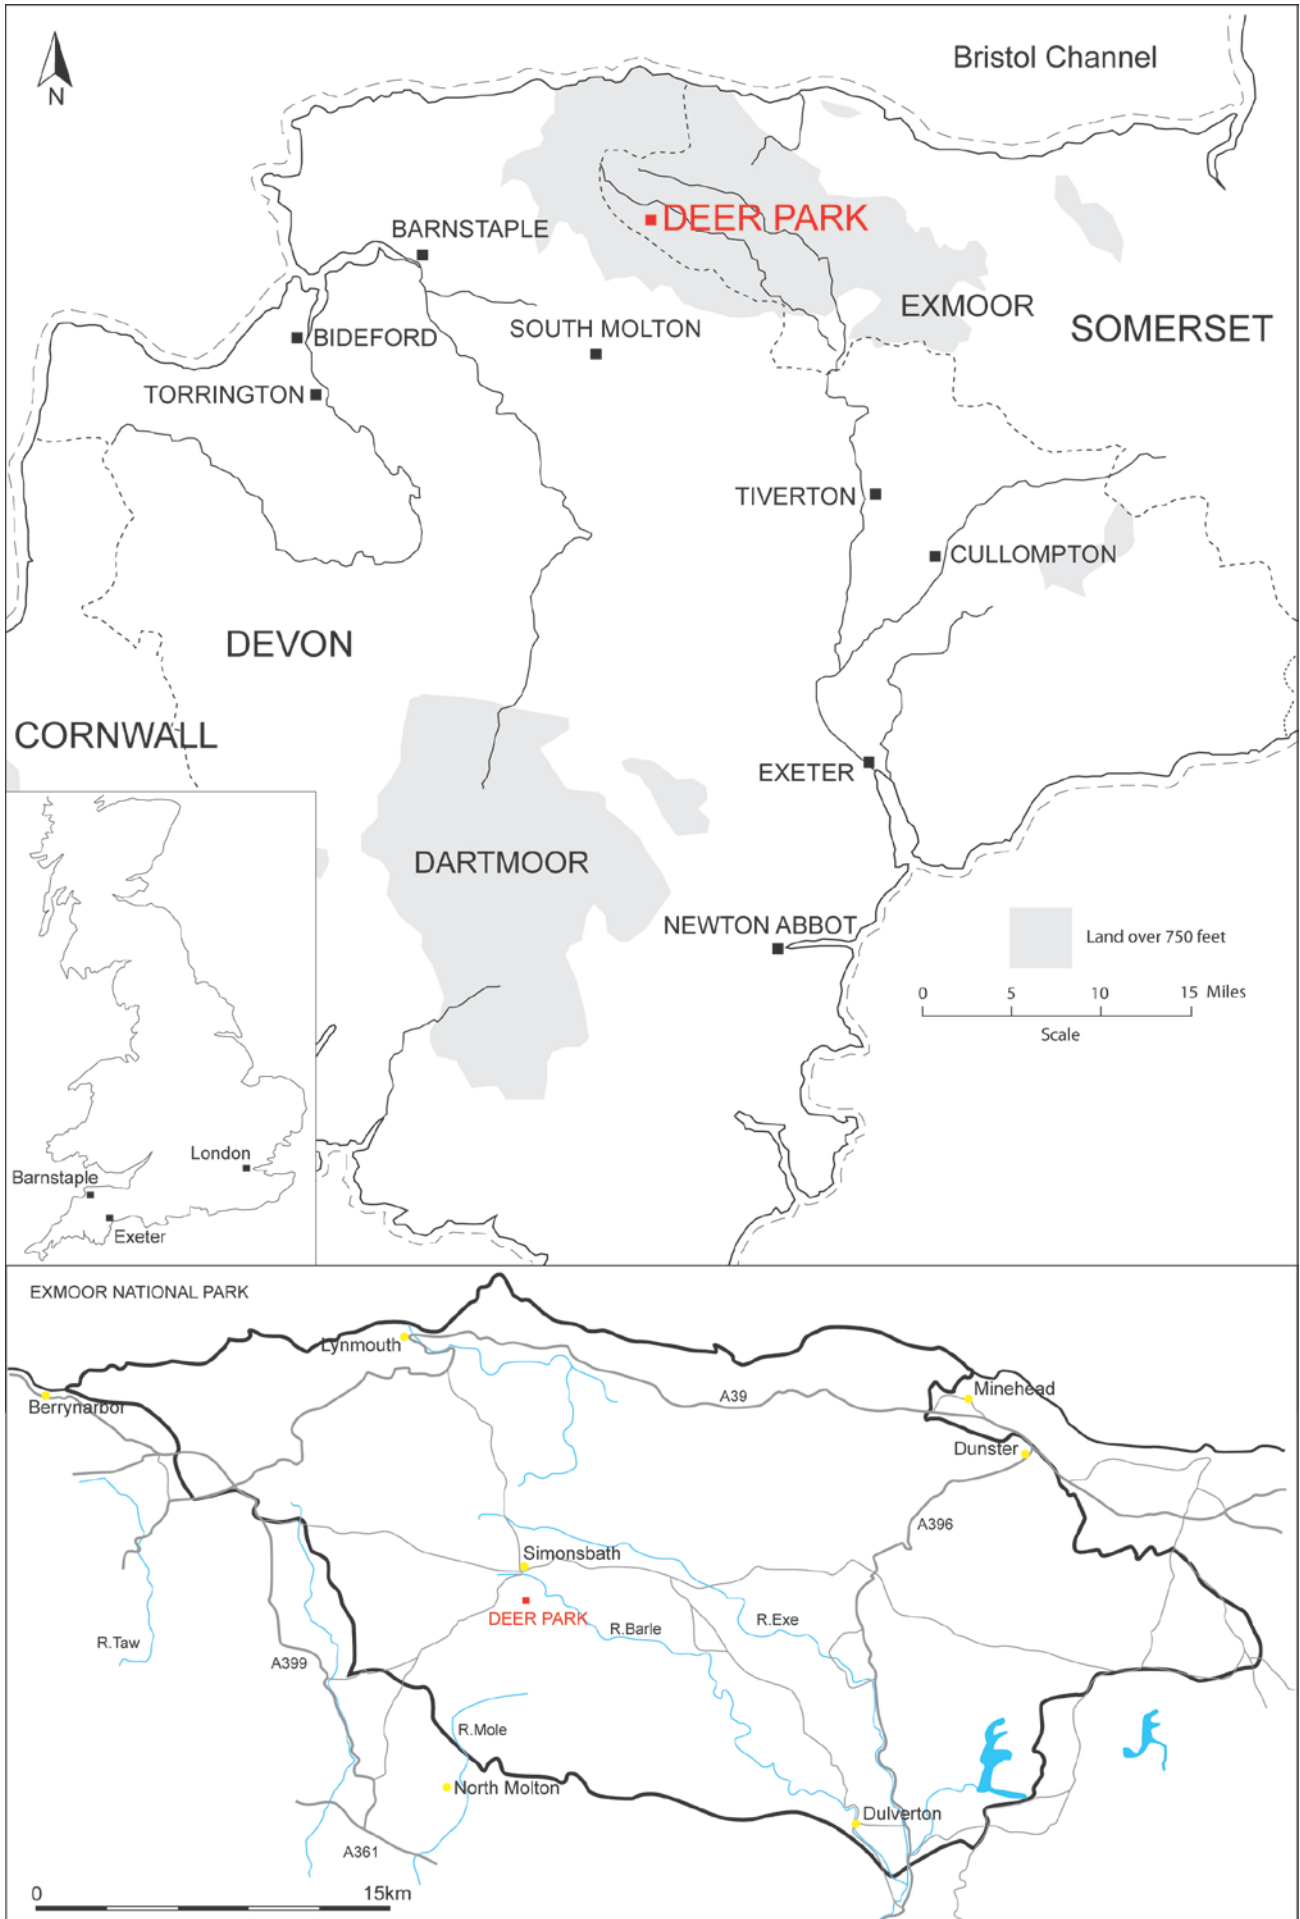 N
Bristol Channel
BARNSTAPLE
DEER PARK
EXMOOR
SOMERSET
SOUTH MOLTON
BIDEFORD
TORRINGTON
TIVERTON
CULLOMPTON
DEVON
CORNWALL
EXETER
DARTMOOR
NEWTON ABBOT
Land over 750 feet
0 5 10 15 Miles
Scale
London
Barnstaple
Exeter
EXMOOR NATIONAL PARK
Lynmouth
Minehead
A39
Berrynarbor
Dunster
A396
Simonsbath
DEER PARK
R.Barle
R.Exe
R.Taw
A399
R.Mole
North Molton
Dulverton
A361
0 15km